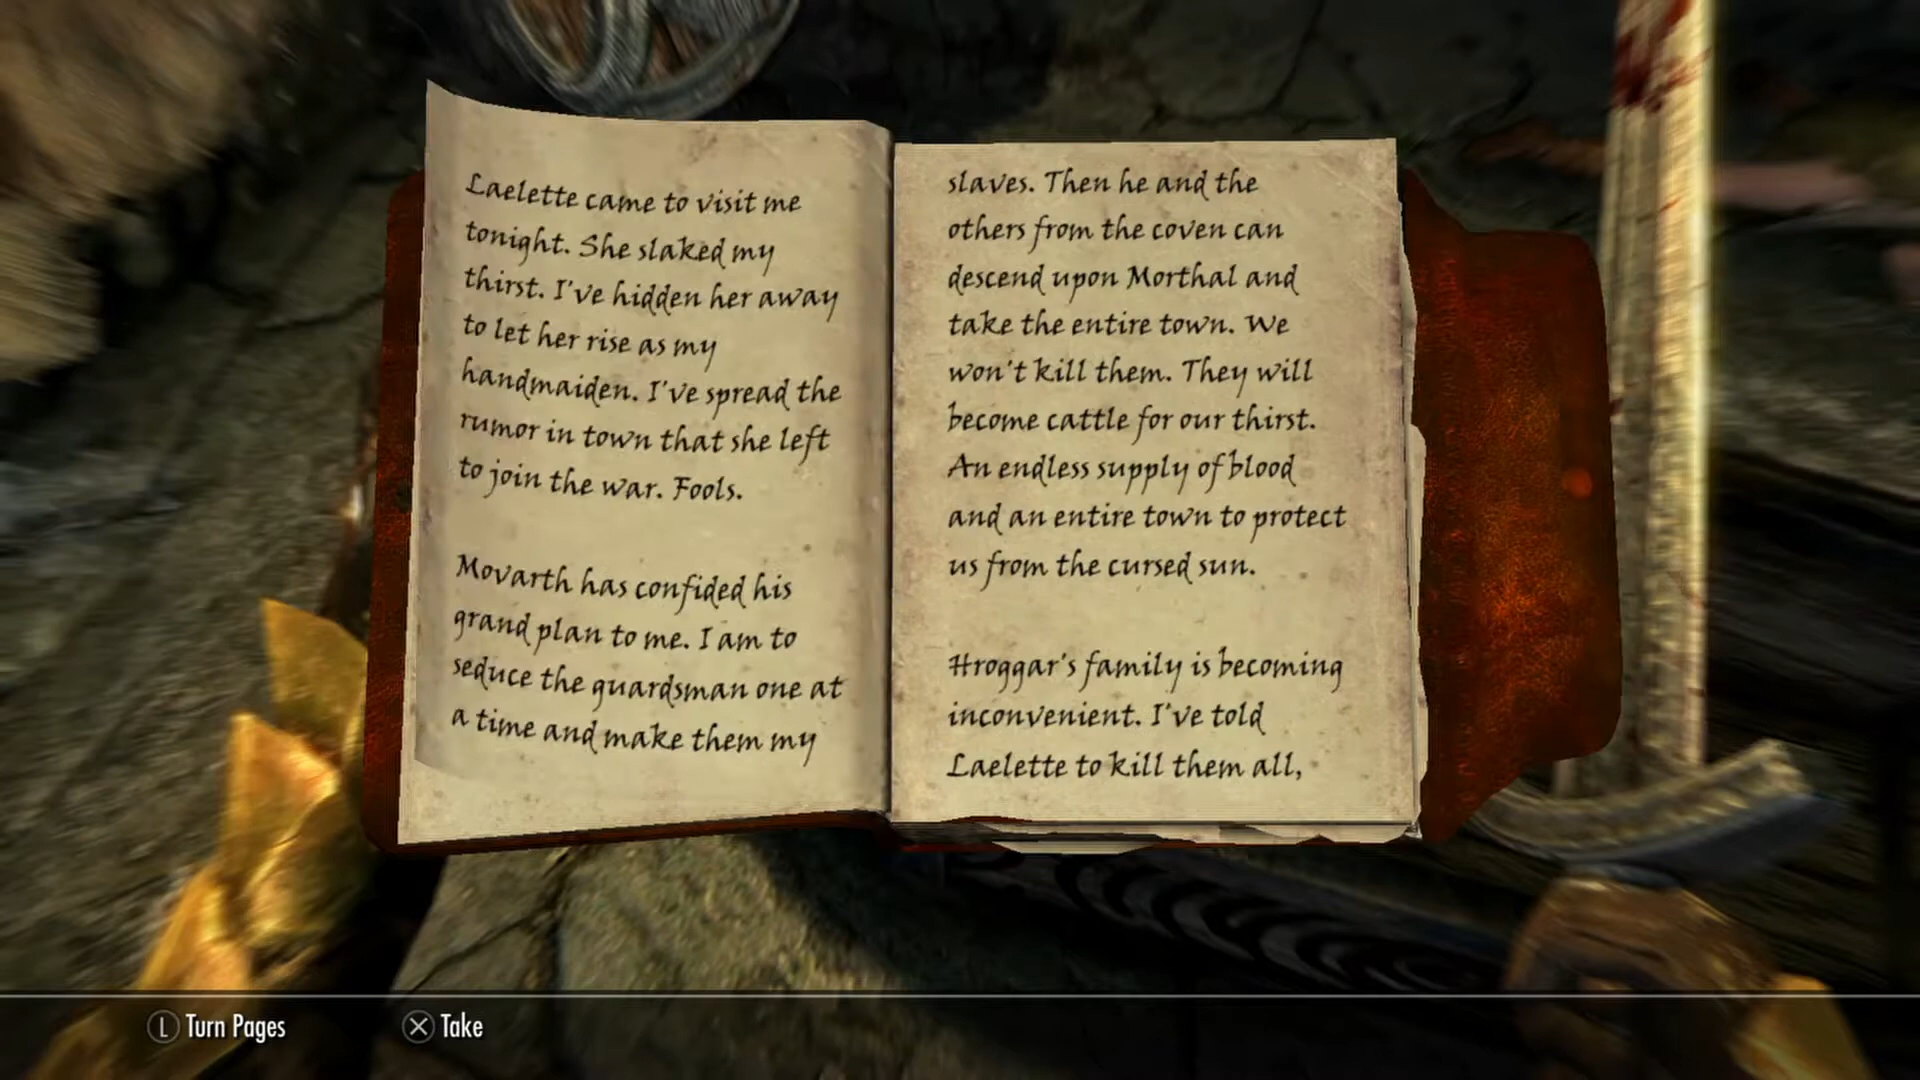 Laelette came to visit me
tonight. She slaked my
thirst. I've hidden her away
to let her rise as my
handmaiden. I've spread the
rumor in town that she left
to join the war. Fools.
Movarth has confided his
grand plan to me. I am to
seduce the guardsman one at
a time and make them my
slaves. Then he and the
others from the coven can
descend upon Morthal and
take the entire town. We
won't kill them. They will
become cattle for our thirst.
An endless supply of blood
and an entire town to protect
us from the cursed sun.
Hroggar's family is becoming
inconvenient. I've told
Laelette to kill them all,
L Turn Pages
X Take